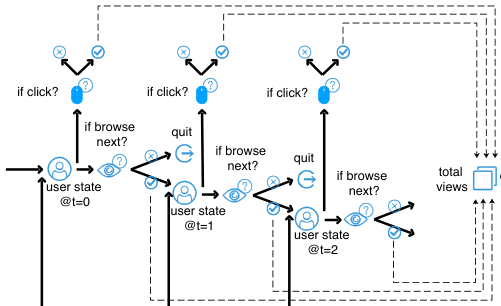 if click?
if click?
if click?
?
?
?
if browse
next?
quit
?
if browse
next?
quit
?
if browse
next?
?
total
views
user state
@t=0
user state
@t=1
user state
@t=2